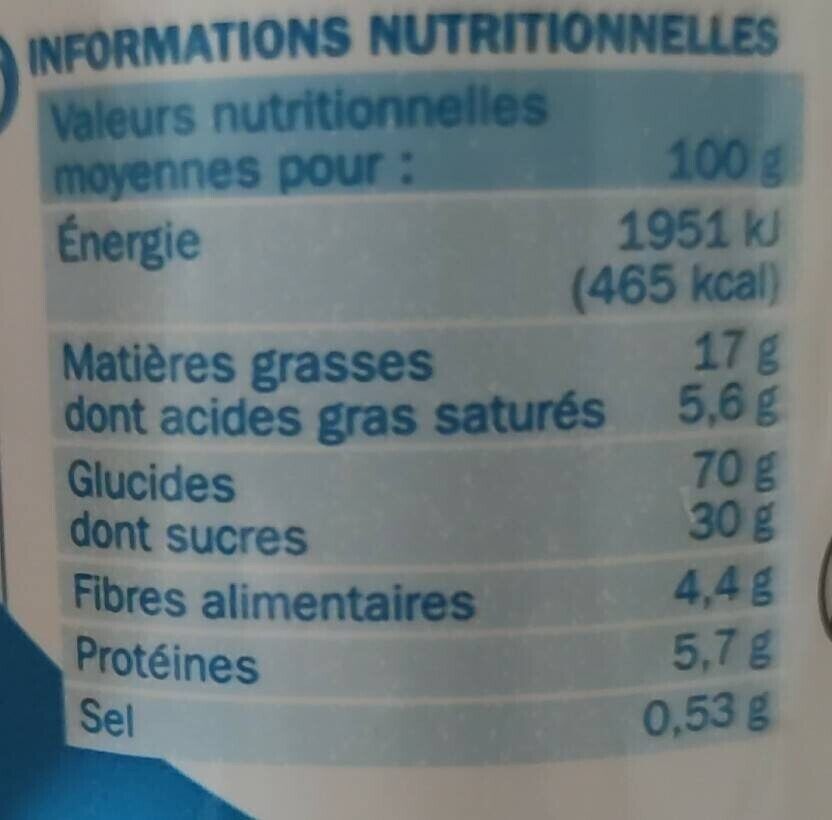 INFORMATIONS NUTRITIONNELLES
Valeurs nutritionnelles
moyennes pour : 100 g
Énergie 1951 kJ
(465 kcal)
Matières grasses 17 g
dont acides gras saturés 5,6 g
Glucides 70 g
dont sucres 30 g
Fibres alimentaires 4,4 g
Protéines 5,7 g
Sel 0,53 g